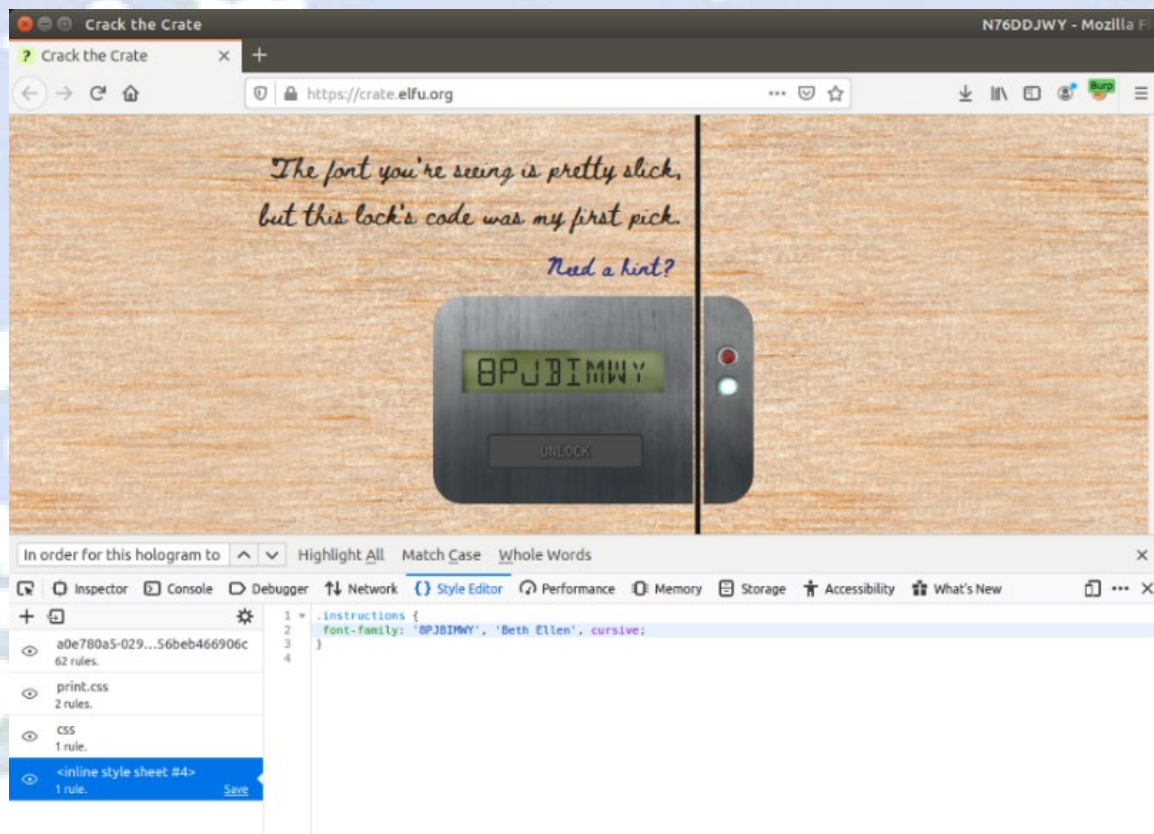 Crack the Crate
N76DDJWY - Mozilla F
? Crack the Crate × +
https://crate.elfu.org
Burp
The font you're seeing is pretty slick,
but this lock's code was my first pick.
Need a hint?
8PJBIMWY
UNLOCK
In order for this hologram to Highlight All Match Case Whole Words ×
Inspector Console Debugger Network {} Style Editor Performance Memory Storage Accessibility What's New ×
a0e780a5-029...56beb466906c
62 rules.
print.css
2 rules.
css
1 rule.
<inline style sheet #4>
1 rule. Save
1 .instructions {
2 font-family: '8PJBIMWY', 'Beth Ellen', cursive;
3 }
4